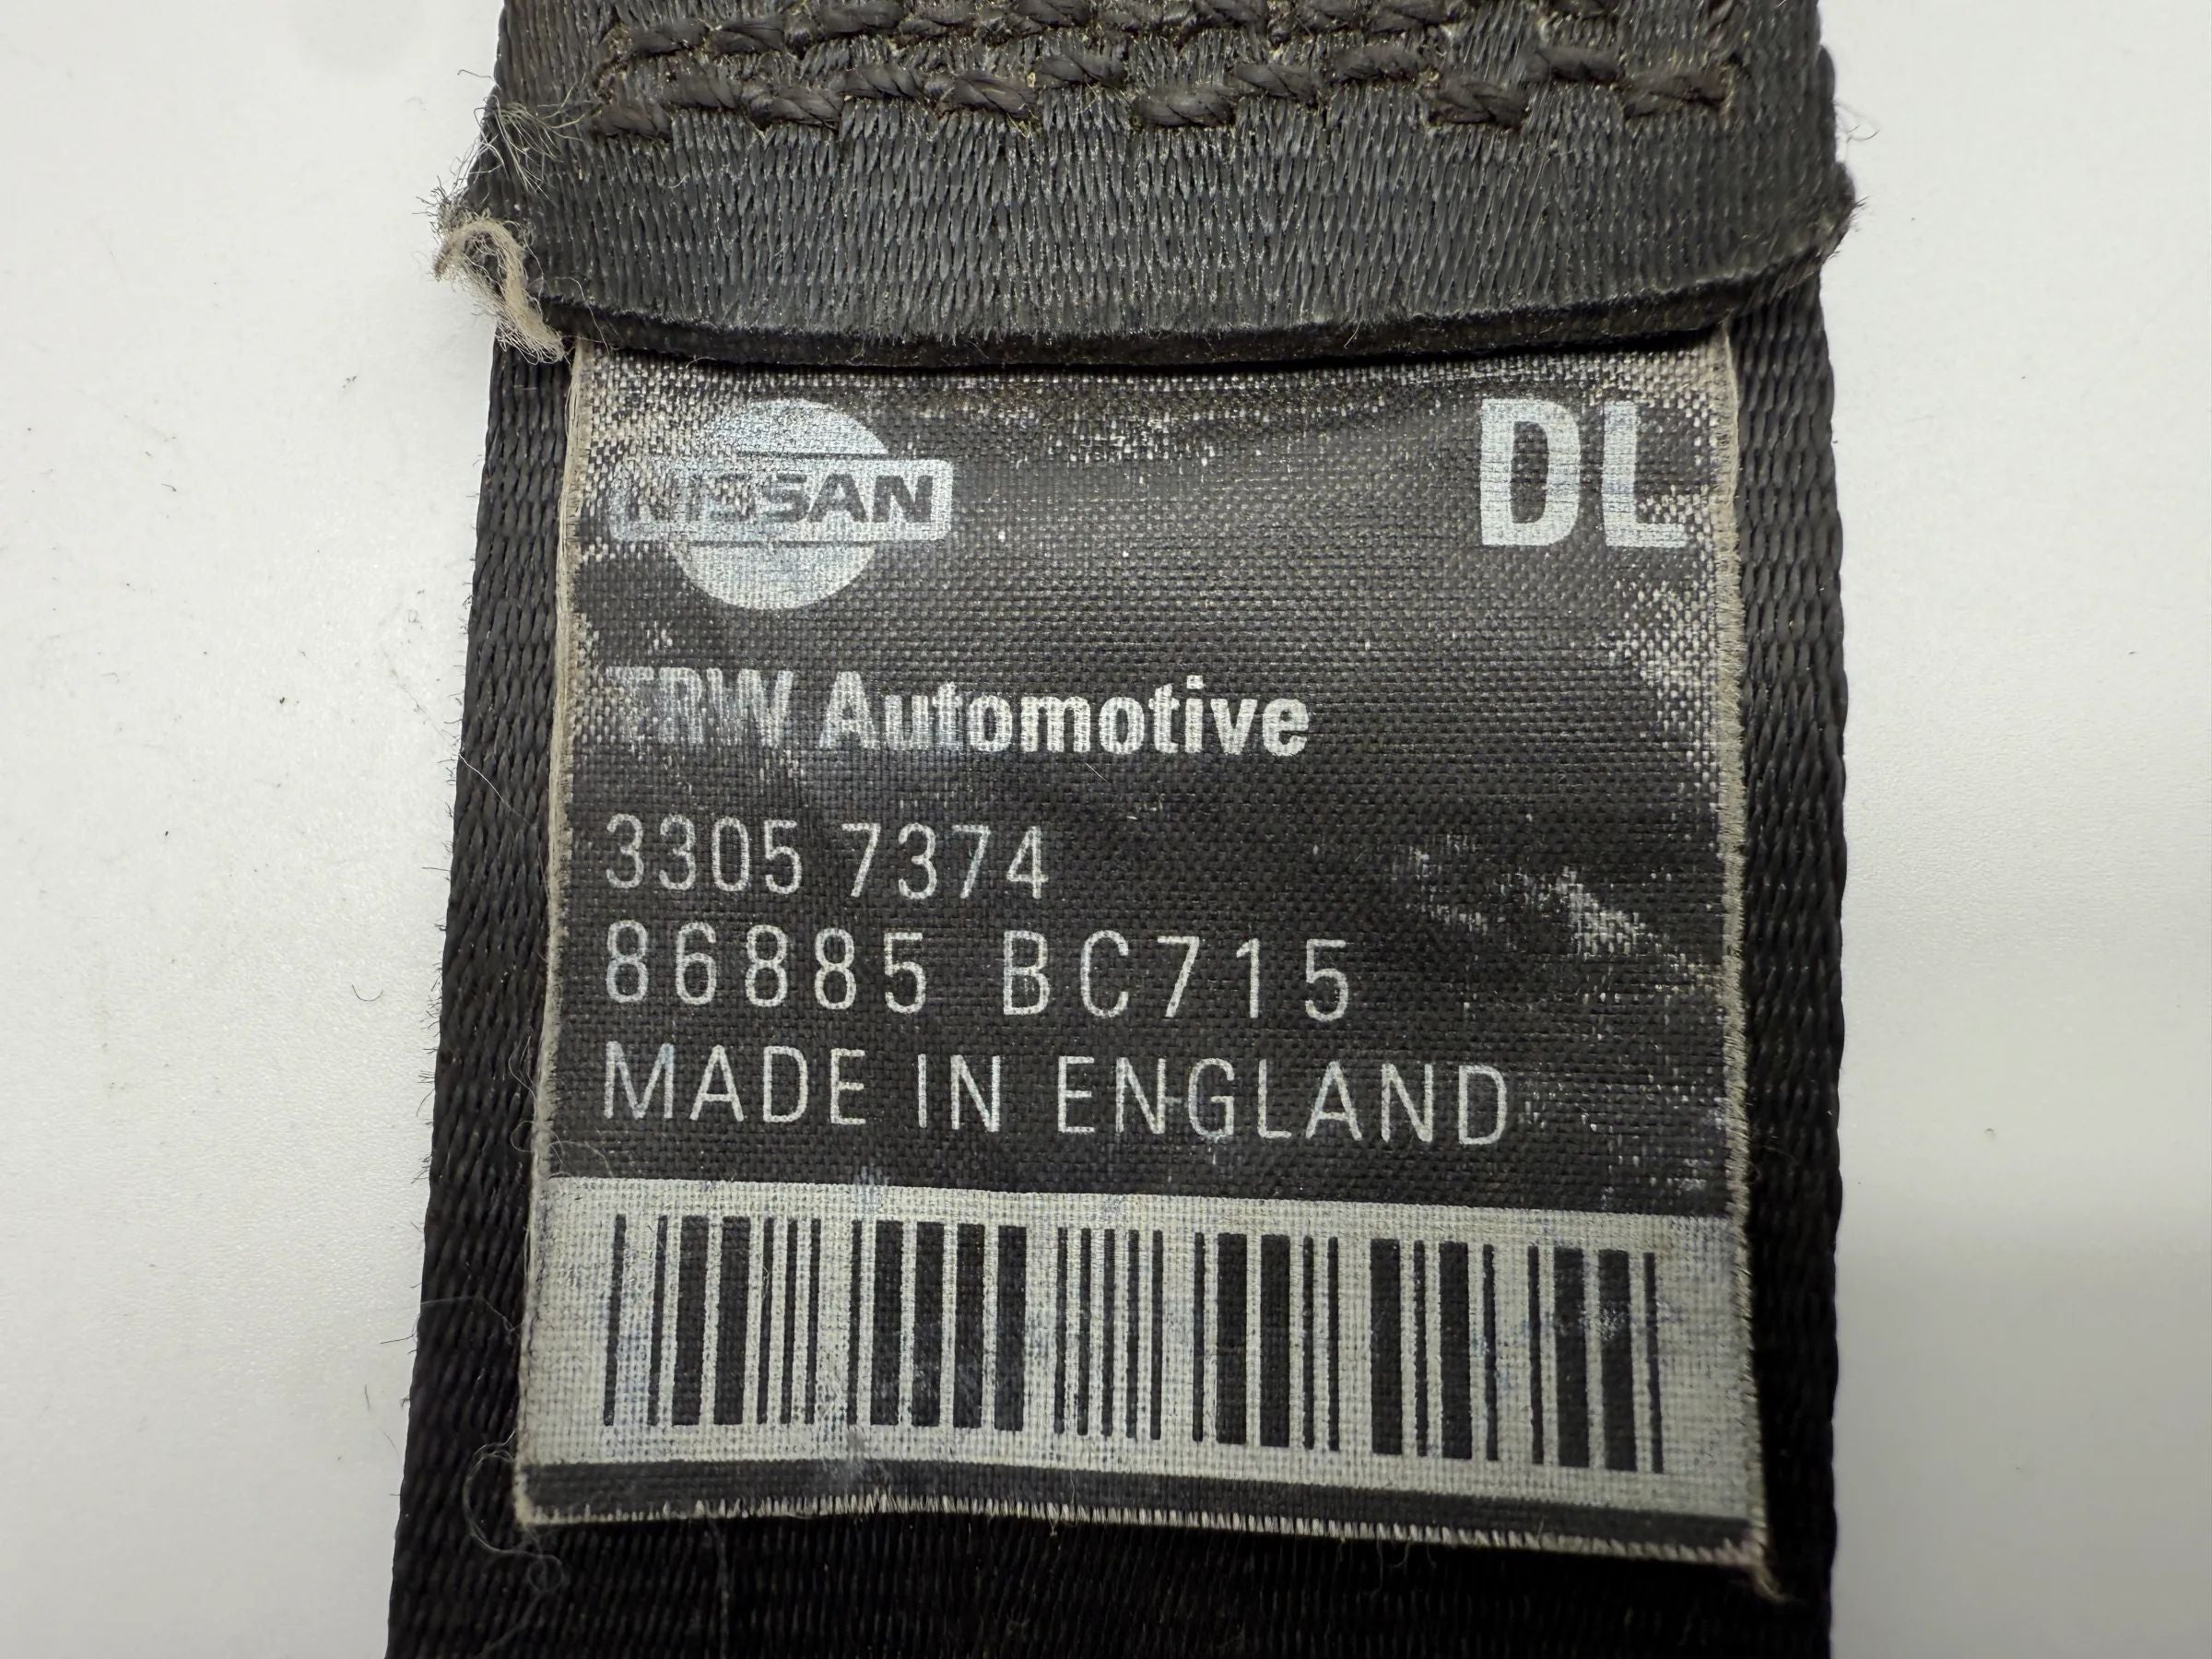 NISSAN
DL
TRW Automotive
3305 7374
86885 BC715
MADE IN ENGLAND